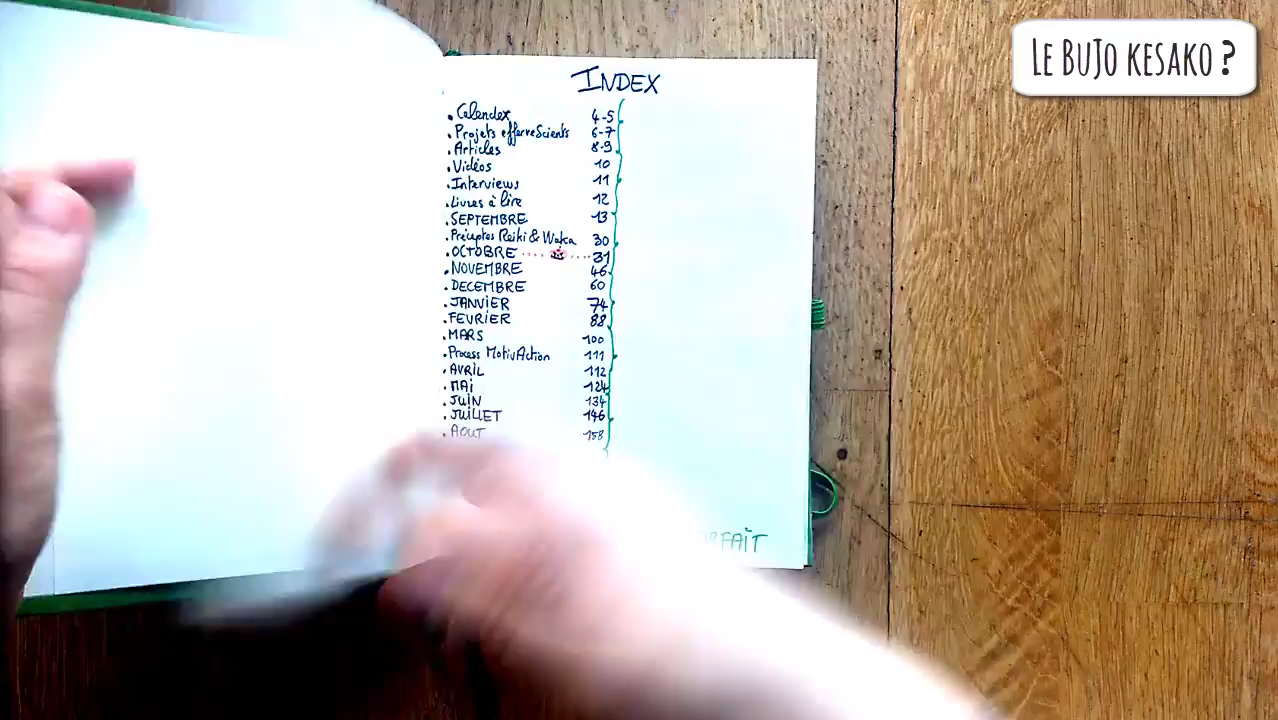 LE BUJO KESAKO ?
INDEX
. Calendex 4-5
. Projets effervescients 6-7
. Articles 8-9
. Vidéos 10
. Interviews 11
. Livres à lire 12
. SEPTEMBRE 13
. Préceptes Reiki & Waka 30
. OCTOBRE 31
. NOVEMBRE 46
. DECEMBRE 60
. JANVIER 74
. FEVRIER 88
. MARS 100
. Process MotivAction 111
. AVRIL 112
. MAi 124
. JUiN 134
. JUiLLET 146
. AOUT 158